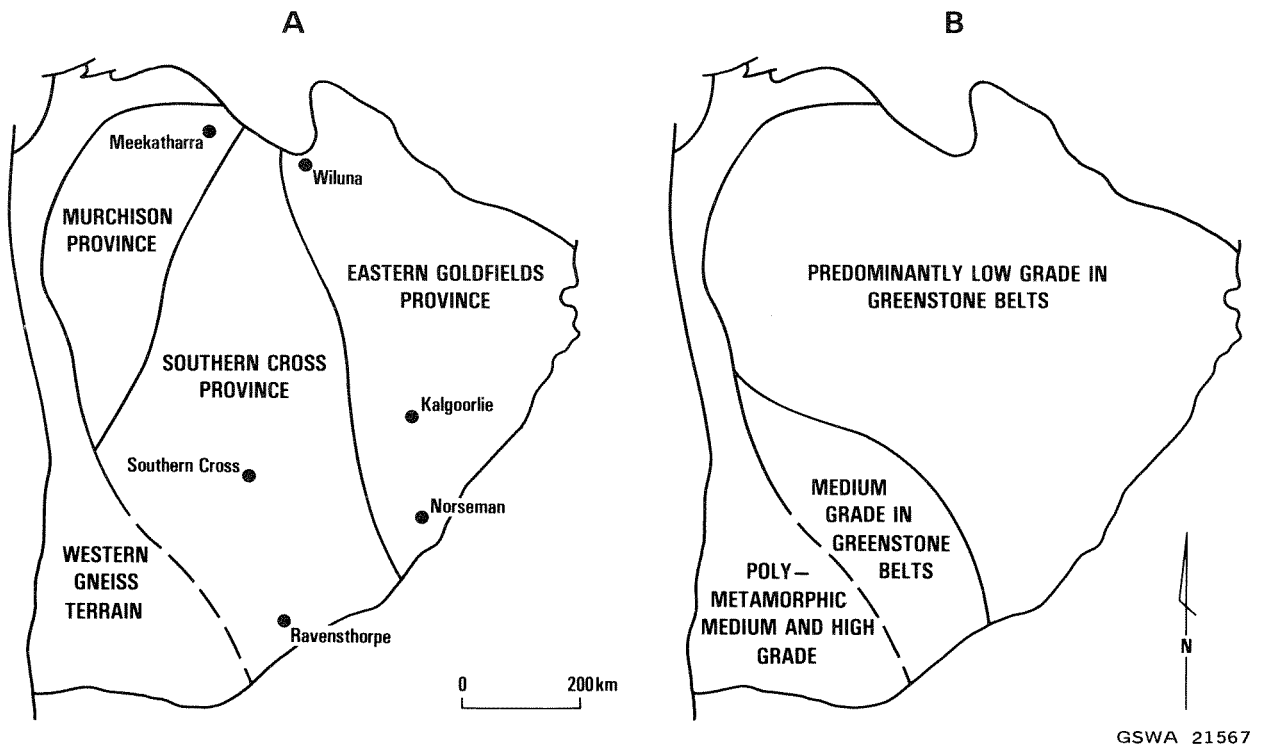 A
B
Meekatharra
Wiluna
MURCHISON
PROVINCE
EASTERN GOLDFIELDS
PROVINCE
SOUTHERN CROSS
PROVINCE
Kalgoorlie
Southern Cross
Norseman
WESTERN
GNEISS
TERRAIN
Ravensthorpe
0 200km
PREDOMINANTLY LOW GRADE IN
GREENSTONE BELTS
MEDIUM
GRADE IN
GREENSTONE
BELTS
POLY–
METAMORPHIC
MEDIUM AND HIGH
GRADE
N
GSWA 21567